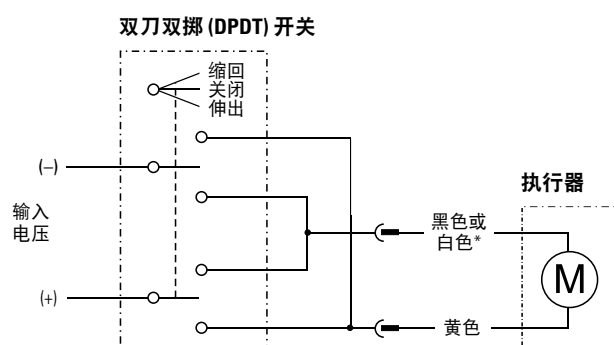 双刀双掷 (DPDT) 开关
缩回
关闭
伸出
(–)
输入
电压
(+)
执行器
黑色或
白色*
M
黄色